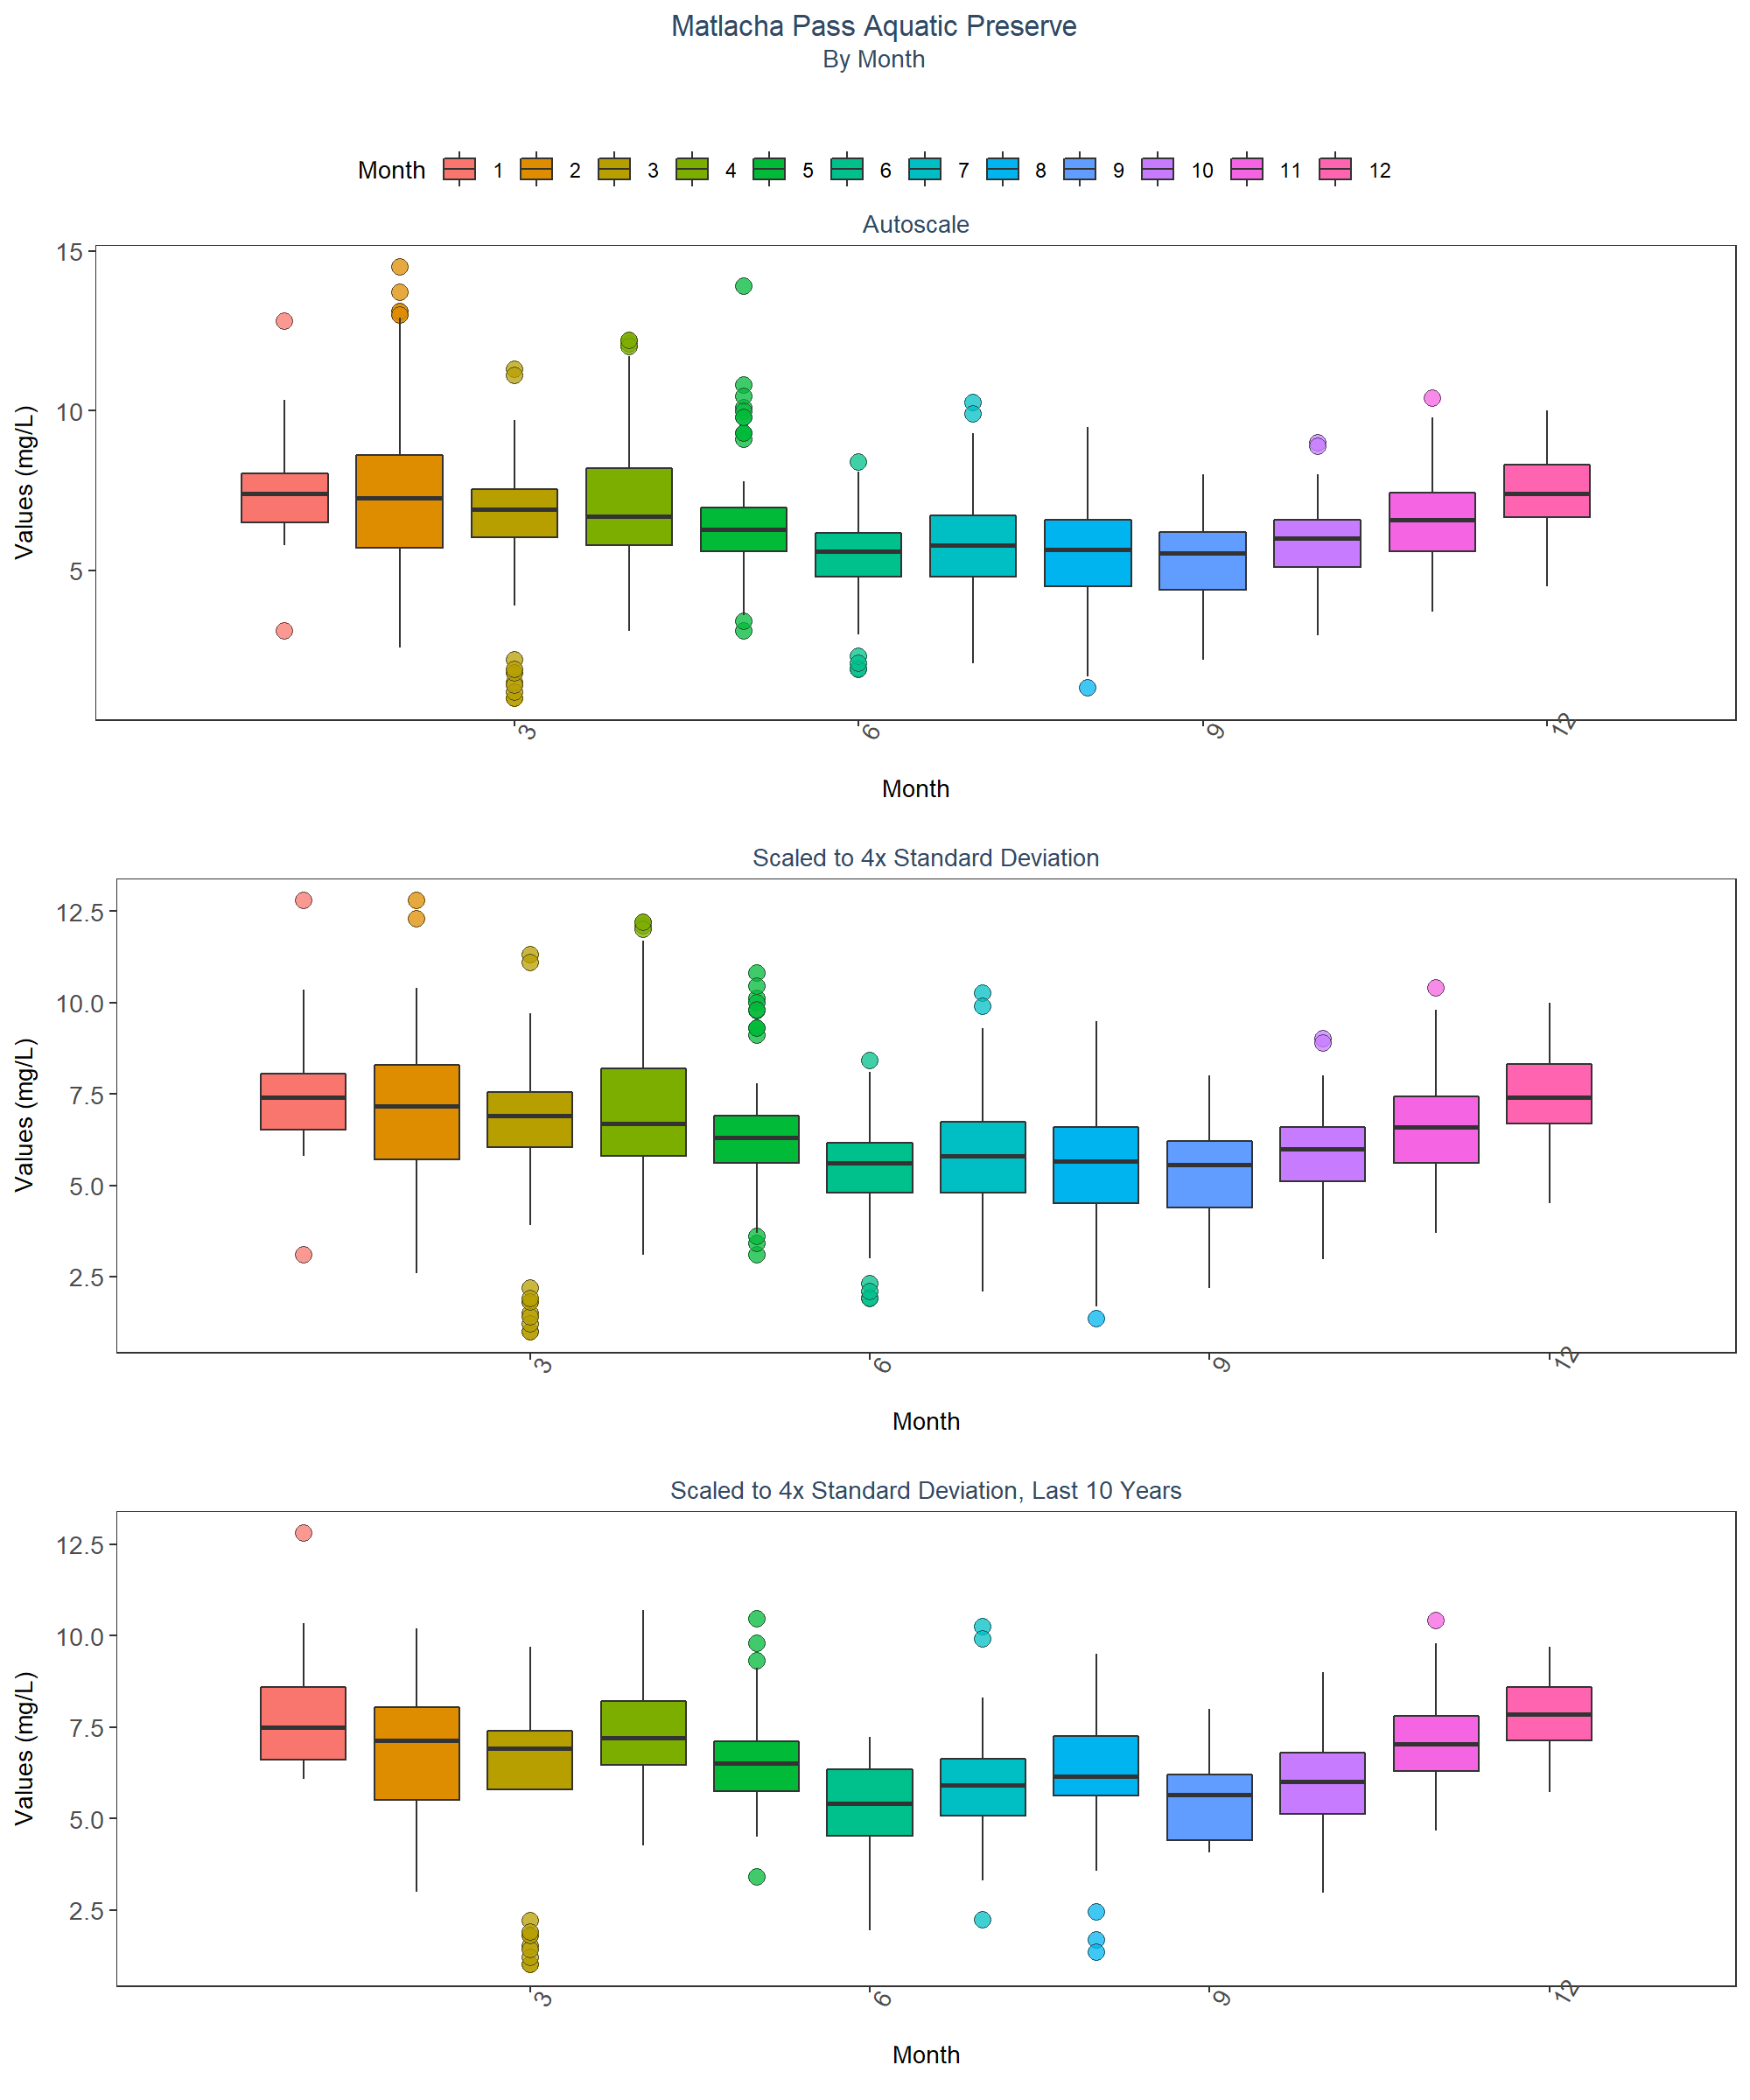 Matlacha Pass Aquatic Preserve
By Month
Month 1 2 3 4 5 6 7 8 9 10 11 12
Autoscale
Values (mg/L)
15
10
5
3 6 9 12
Month
Scaled to 4x Standard Deviation
Values (mg/L)
12.5
10.0
7.5
5.0
2.5
3 6 9 12
Month
Scaled to 4x Standard Deviation, Last 10 Years
Values (mg/L)
12.5
10.0
7.5
5.0
2.5
3 6 9 12
Month